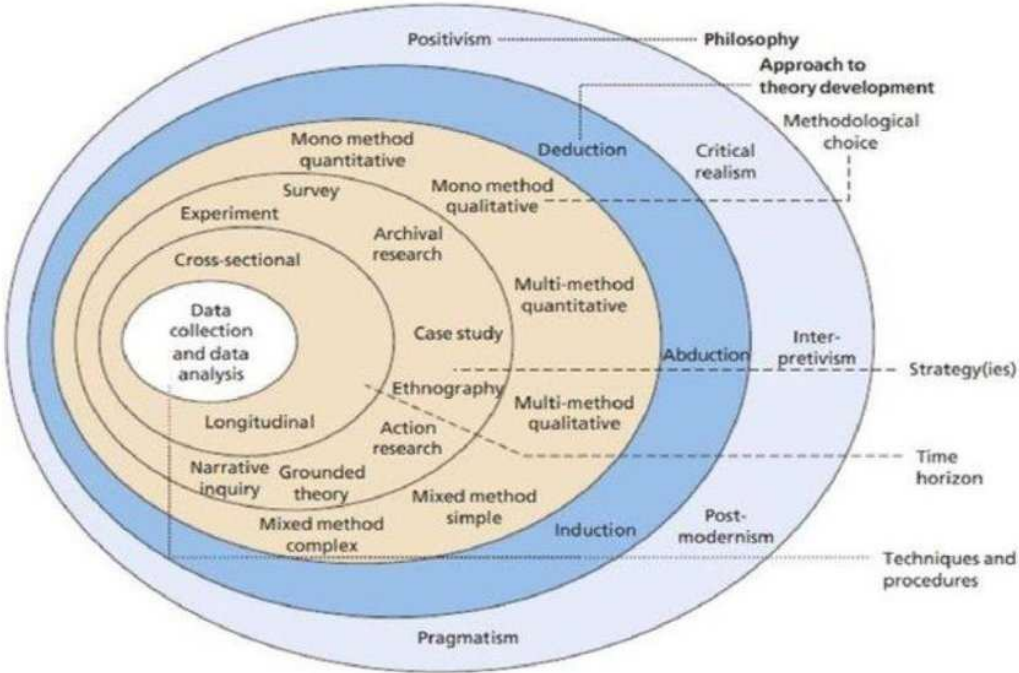 Positivism
Philosophy
Approach to
theory development
Methodological
choice
Mono method
quantitative
Deduction
Critical
realism
Survey
Mono method
qualitative
Experiment
Archival
research
Cross-sectional
Multi-method
quantitative
Data
collection
and data
analysis
Case study
Abduction
Inter-
pretivism
Strategy(ies)
Ethnography
Multi-method
qualitative
Longitudinal
Action
research
Time
horizon
Narrative
inquiry
Grounded
theory
Mixed method
simple
Mixed method
complex
Induction
Post-
modernism
Techniques and
procedures
Pragmatism